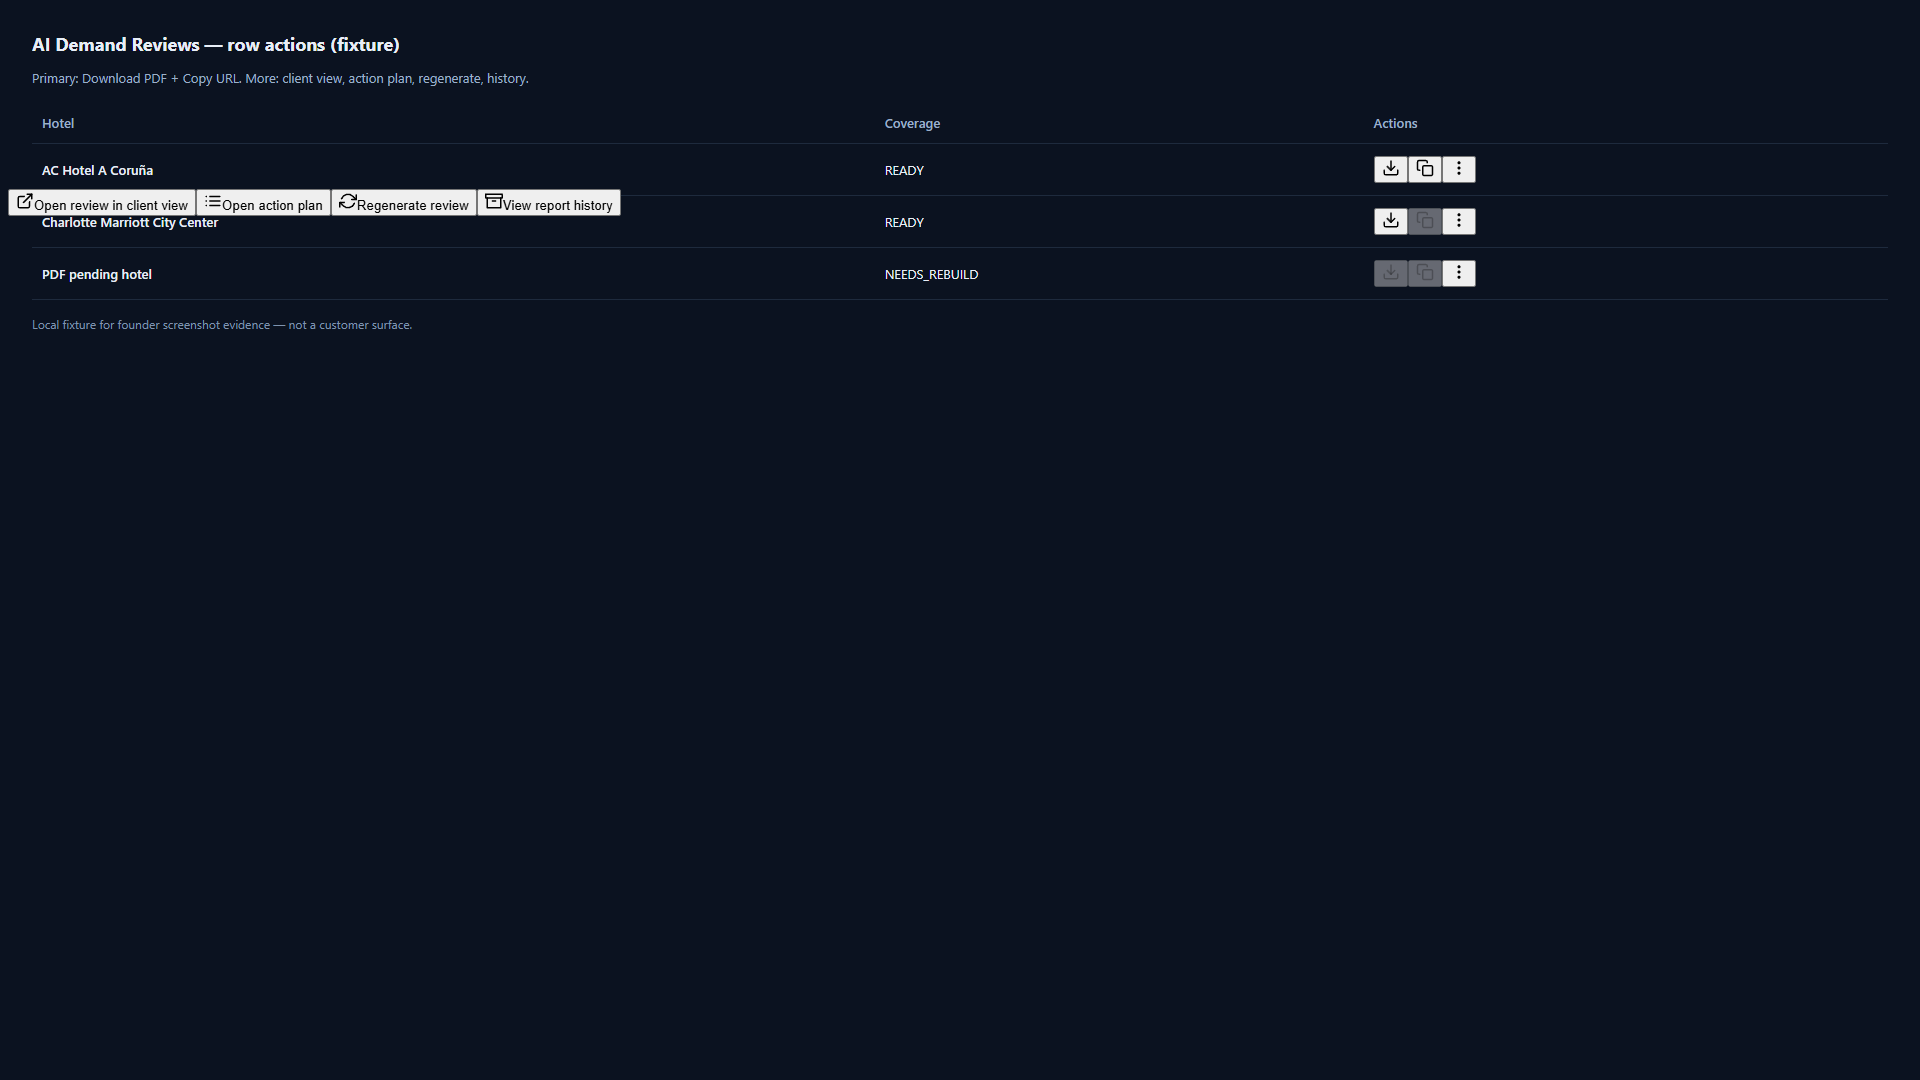 AI Demand Reviews — row actions (fixture)
Primary: Download PDF + Copy URL. More: client view, action plan, regenerate, history.
Hotel Coverage Actions
AC Hotel A Coruña READY
Open review in client view Open action plan Regenerate review View report history
Charlotte Marriott City Center READY
PDF pending hotel NEEDS_REBUILD
Local fixture for founder screenshot evidence — not a customer surface.